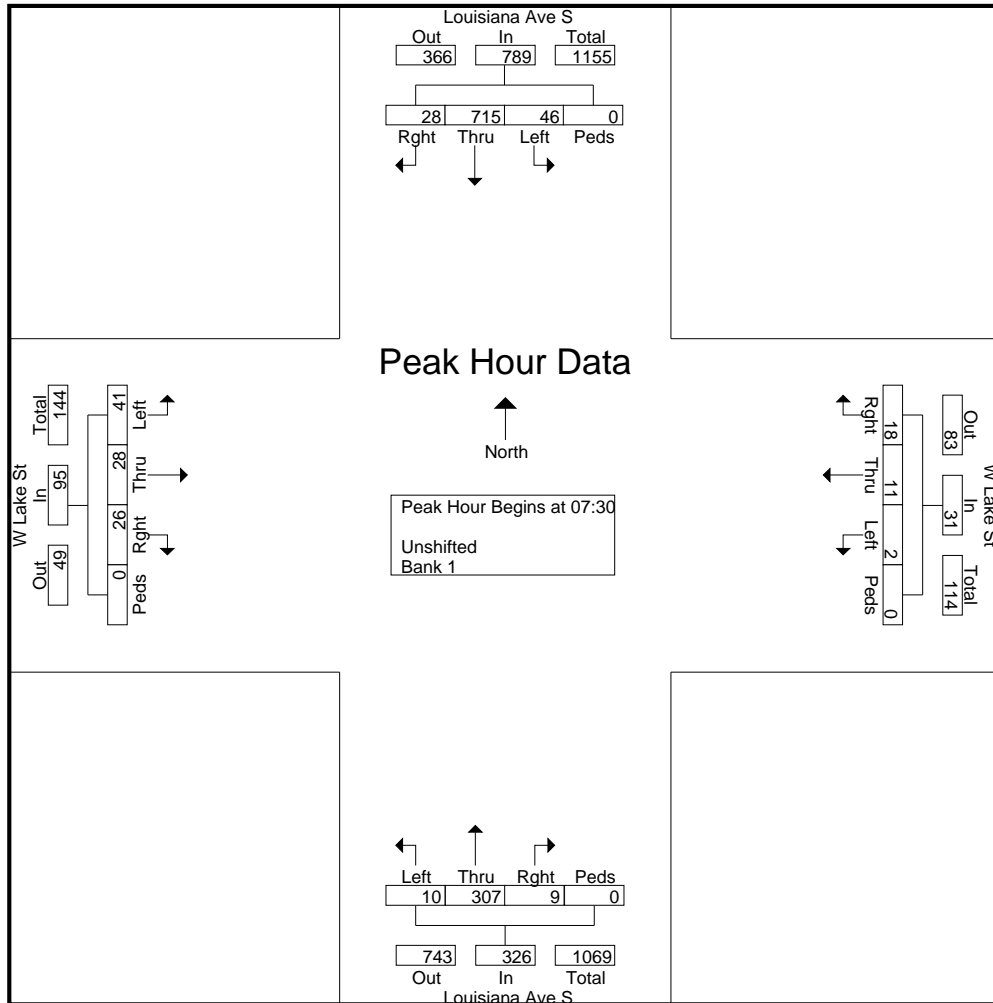 Louisiana Ave S
Out In Total
366 789 1155
28 715 46 0
Rght Thru Left Peds
Peak Hour Data
North
Peak Hour Begins at 07:30
Unshifted
Bank 1
W Lake St
Total In Out
144 95 49
41 28 26 0
Left Thru Rght Peds
Rght Thru Left Peds
18 11 2 0
Out In Total
83 31 114
W Lake St
Left Thru Rght Peds
10 307 9 0
743 326 1069
Out In Total
Louisiana Ave S